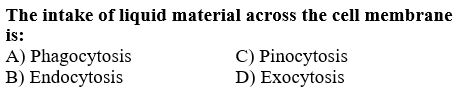 The intake of liquid material across the cell membrane
is:
A) Phagocytosis C) Pinocytosis
B) Endocytosis D) Exocytosis